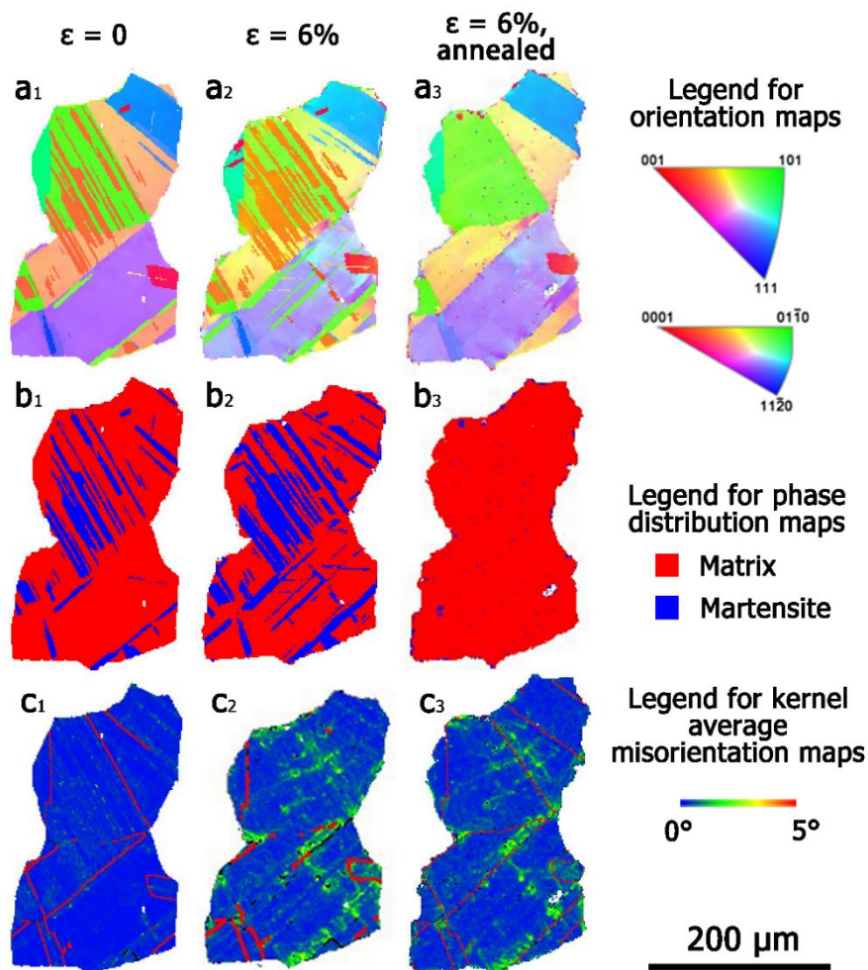 ε = 0
ε = 6%
ε = 6%,
annealed
a1
a2
a3
Legend for
orientation maps
001
101
111
0001
011̄0
112̄0
b1
b2
b3
Legend for phase
distribution maps
Matrix
Martensite
c1
c2
c3
Legend for kernel
average
misorientation maps
0°
5°
200 µm